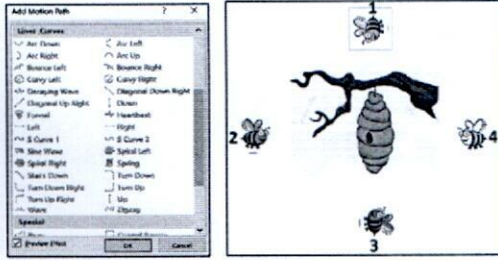 Add Motion Path ? X
Lines_Curves
Arc Down Arc Left
Arc Right Arc Up
Bounce Left Bounce Right
Curvy Left Curvy Right
Decaying Wave Diagonal Down Right
Diagonal Up Right Down
Funnel Heartbeat
Left Right
S Curve 1 S Curve 2
Sine Wave Spiral Left
Spiral Right Spring
Stairs Down Turn Down
Turn Down Right Turn Up
Turn Up Right Up
Wave Zigzag
Special
Preview Effect OK Cancel
1
2 4
3